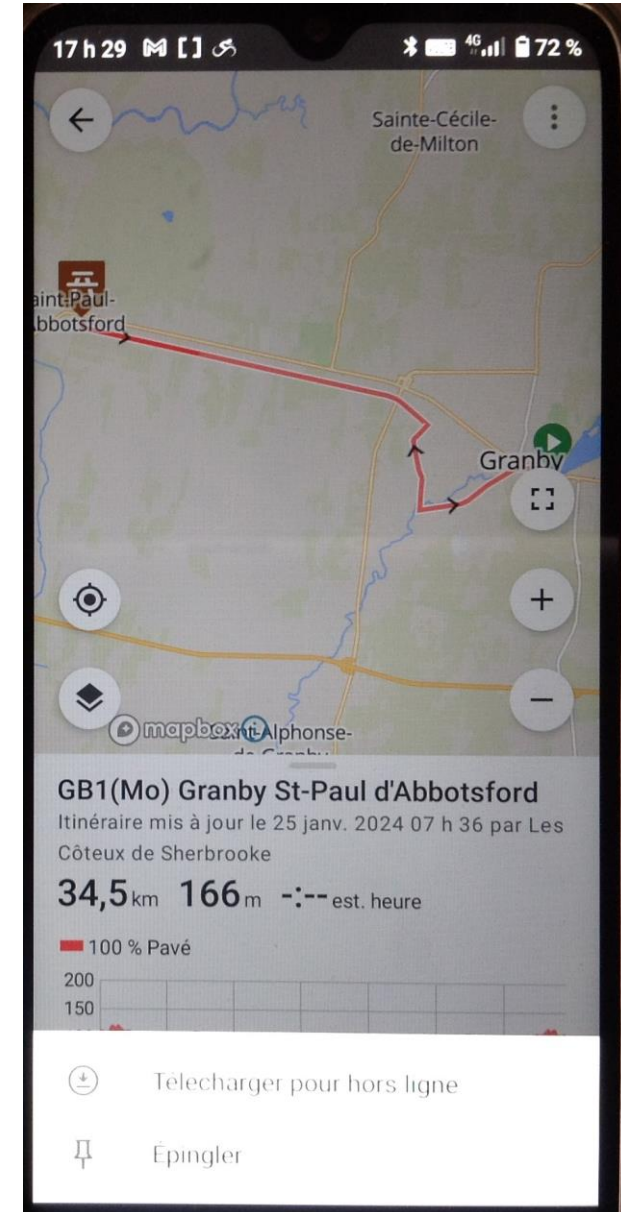 17 h 29
4G
72 %
Sainte-Cécile-
de-Milton
aint-Paul-
bbotsford
Granby
mapbox
Alphonse-
GB1(Mo) Granby St-Paul d'Abbotsford
Itinéraire mis à jour le 25 janv. 2024 07 h 36 par Les
Côteux de Sherbrooke
34,5 km 166 m -:-- est. heure
100 % Pavé
200
150
Télécharger pour hors ligne
Épingler